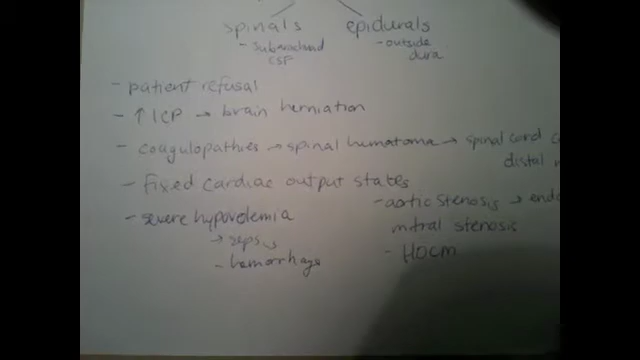 spinals epidurals
- subarachnoid - outside
CSF dura
- patient refusal
- ↑ ICP → brain herniation
- coagulopathies → spinal hematoma → spinal cord
distal
- fixed cardiac output states
- severe hypovolemia - aortic stenosis →
→ sepsis mitral stenosis
- hemorrhage - HOCM